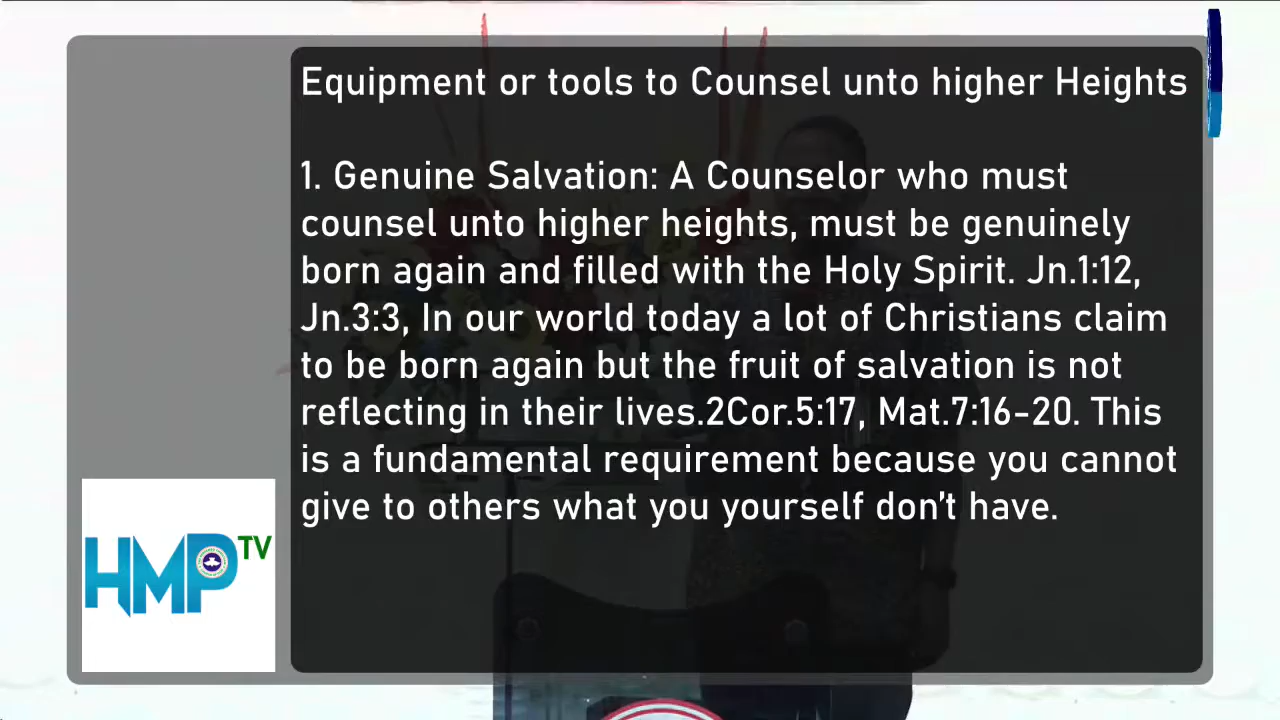 Equipment or tools to Counsel unto higher Heights
1. Genuine Salvation: A Counselor who must
counsel unto higher heights, must be genuinely
born again and filled with the Holy Spirit. Jn.1:12,
Jn.3:3, In our world today a lot of Christians claim
to be born again but the fruit of salvation is not
reflecting in their lives.2Cor.5:17, Mat.7:16-20. This
is a fundamental requirement because you cannot
give to others what you yourself don't have.
HMP TV